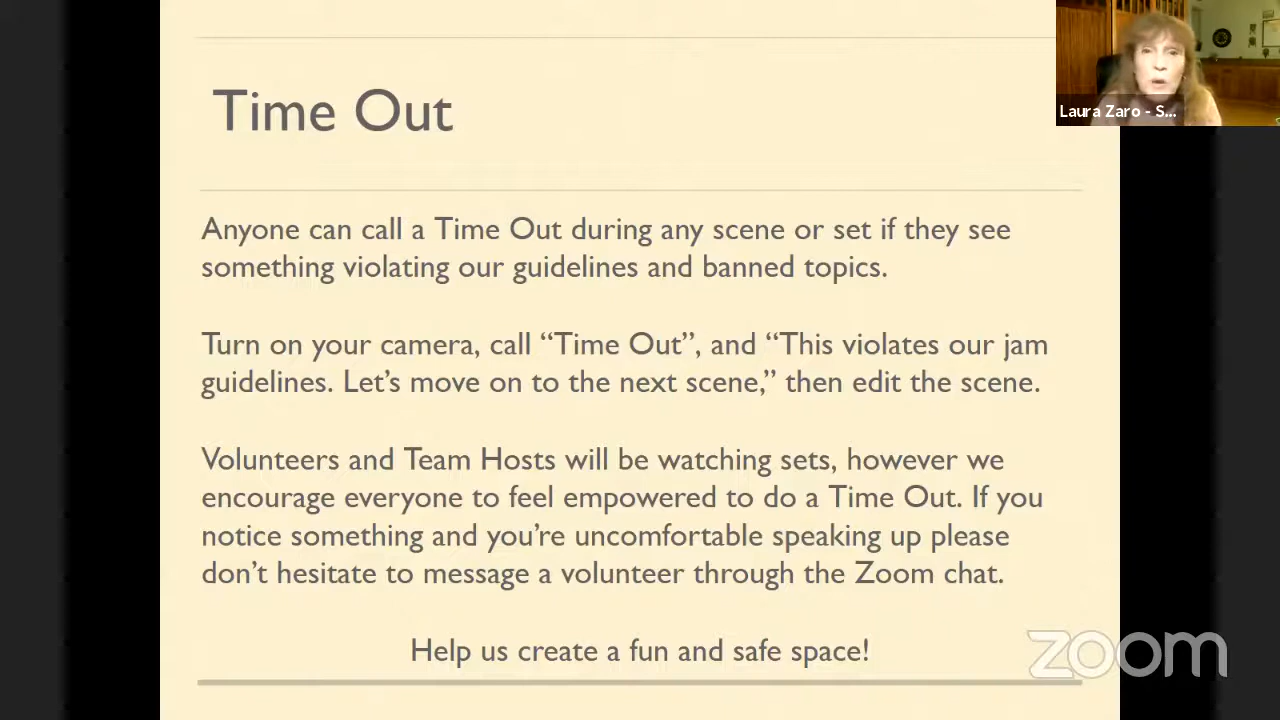 Time Out
Laura Zaro - S...
Anyone can call a Time Out during any scene or set if they see
something violating our guidelines and banned topics.
Turn on your camera, call “Time Out”, and “This violates our jam
guidelines. Let’s move on to the next scene,” then edit the scene.
Volunteers and Team Hosts will be watching sets, however we
encourage everyone to feel empowered to do a Time Out. If you
notice something and you’re uncomfortable speaking up please
don’t hesitate to message a volunteer through the Zoom chat.
Help us create a fun and safe space!
zoom